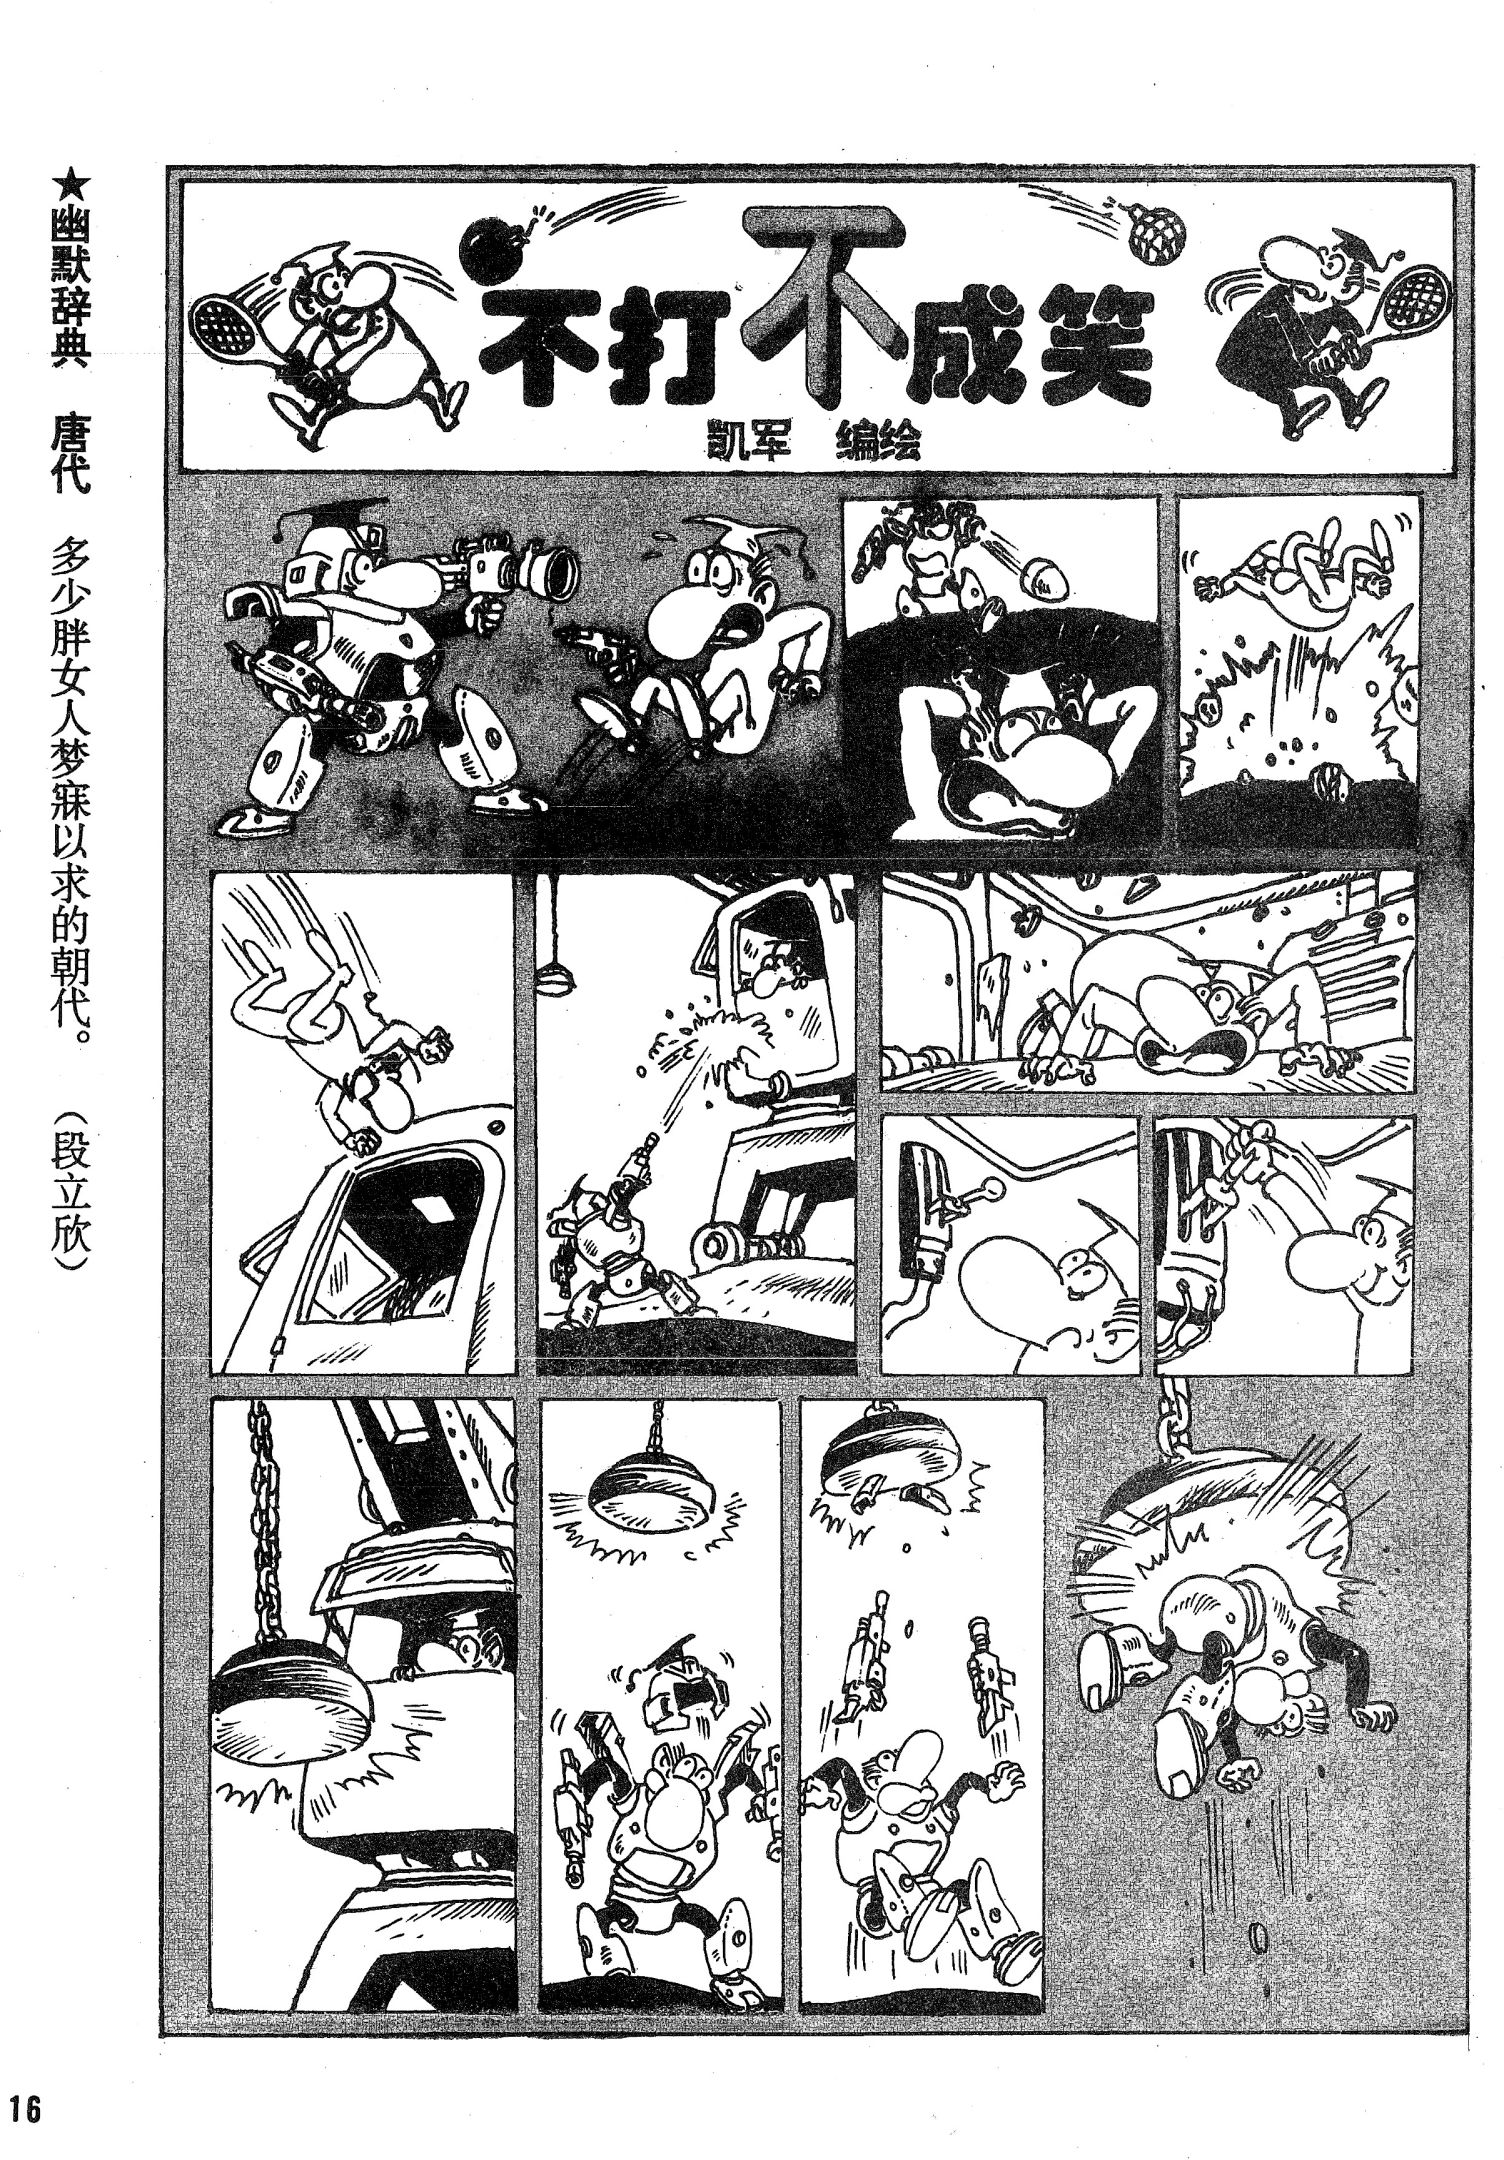 不打不成笑
凯军 编绘
★幽默辞典 唐代 多少胖女人梦寐以求的朝代。 （段立欣）
16